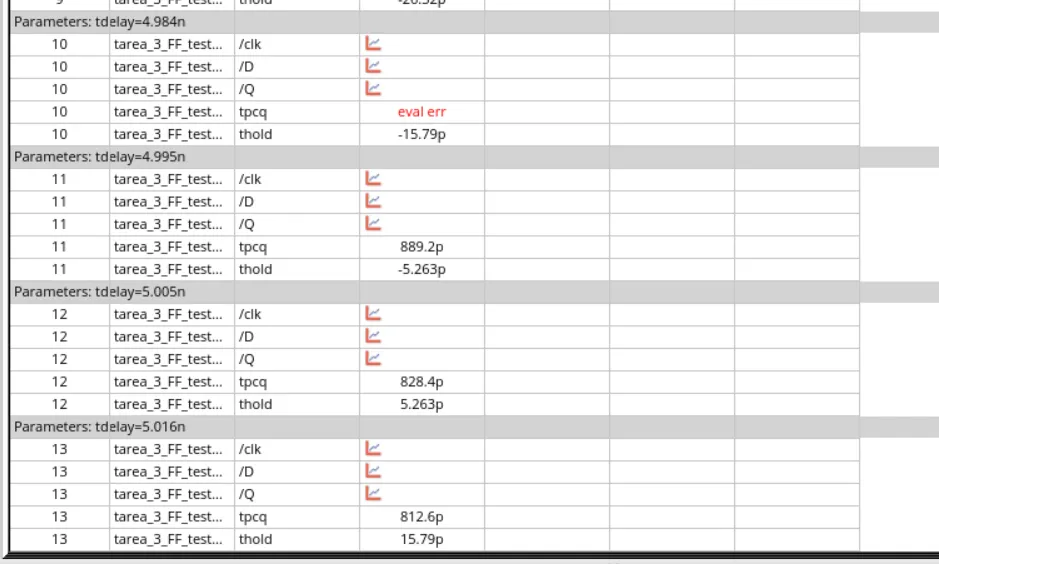 Parameters: tdelay=4.984n
10 tarea_3_FF_test... /clk
10 tarea_3_FF_test... /D
10 tarea_3_FF_test... /Q
10 tarea_3_FF_test... tpcq eval err
10 tarea_3_FF_test... thold -15.79p
Parameters: tdelay=4.995n
11 tarea_3_FF_test... /clk
11 tarea_3_FF_test... /D
11 tarea_3_FF_test... /Q
11 tarea_3_FF_test... tpcq 889.2p
11 tarea_3_FF_test... thold -5.263p
Parameters: tdelay=5.005n
12 tarea_3_FF_test... /clk
12 tarea_3_FF_test... /D
12 tarea_3_FF_test... /Q
12 tarea_3_FF_test... tpcq 828.4p
12 tarea_3_FF_test... thold 5.263p
Parameters: tdelay=5.016n
13 tarea_3_FF_test... /clk
13 tarea_3_FF_test... /D
13 tarea_3_FF_test... /Q
13 tarea_3_FF_test... tpcq 812.6p
13 tarea_3_FF_test... thold 15.79p